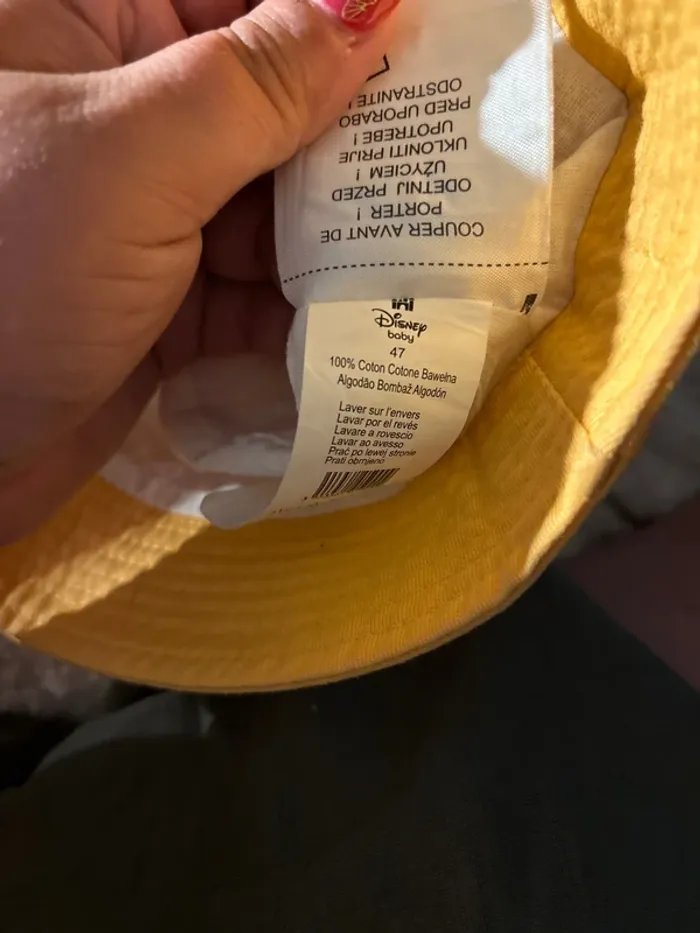 COUPER AVANT DE
PORTER !
ODETNIJ PRZED
UŻYCIEM !
UKLONITI PRIJE
UPOTREBE !
PRED UPORABO
ODSTRANITE !
Disney
baby
47
100% Coton Cotone Bawełna
Algodão Bombaž Algodón
Laver sur l'envers
Lavar por el revés
Lavare a rovescio
Lavar ao avesso
Prać po lewej stronie
Prati obrnjeno